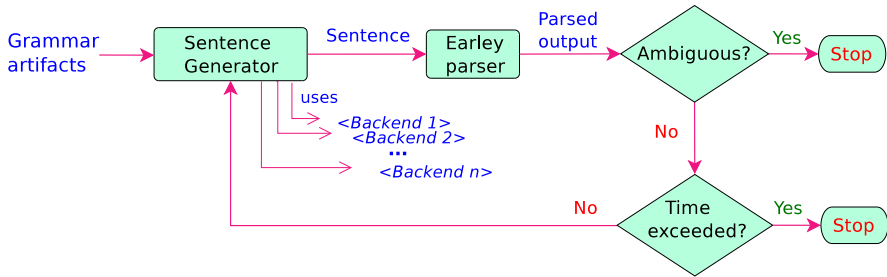 Grammar
artifacts
Sentence
Generator
Sentence
Earley
parser
Parsed
output
Ambiguous?
Yes
Stop
uses
<Backend 1>
<Backend 2>
...
<Backend n>
No
Time
exceeded?
Yes
Stop
No